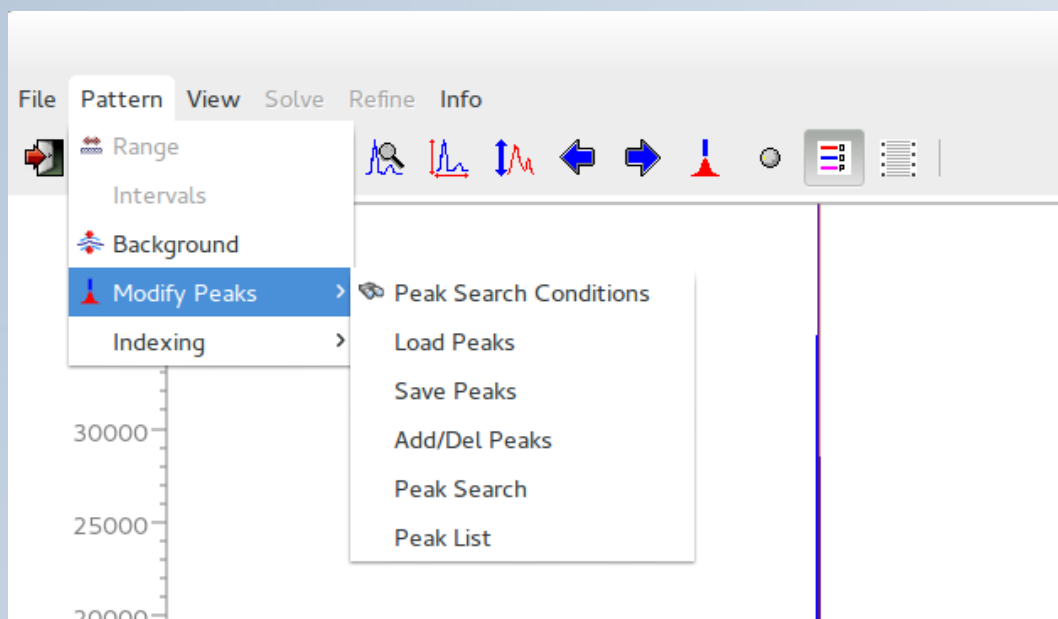 File Pattern View Solve Refine Info
Range
Intervals
Background
Modify Peaks
Indexing
Peak Search Conditions
Load Peaks
Save Peaks
Add/Del Peaks
Peak Search
Peak List
30000
25000
20000